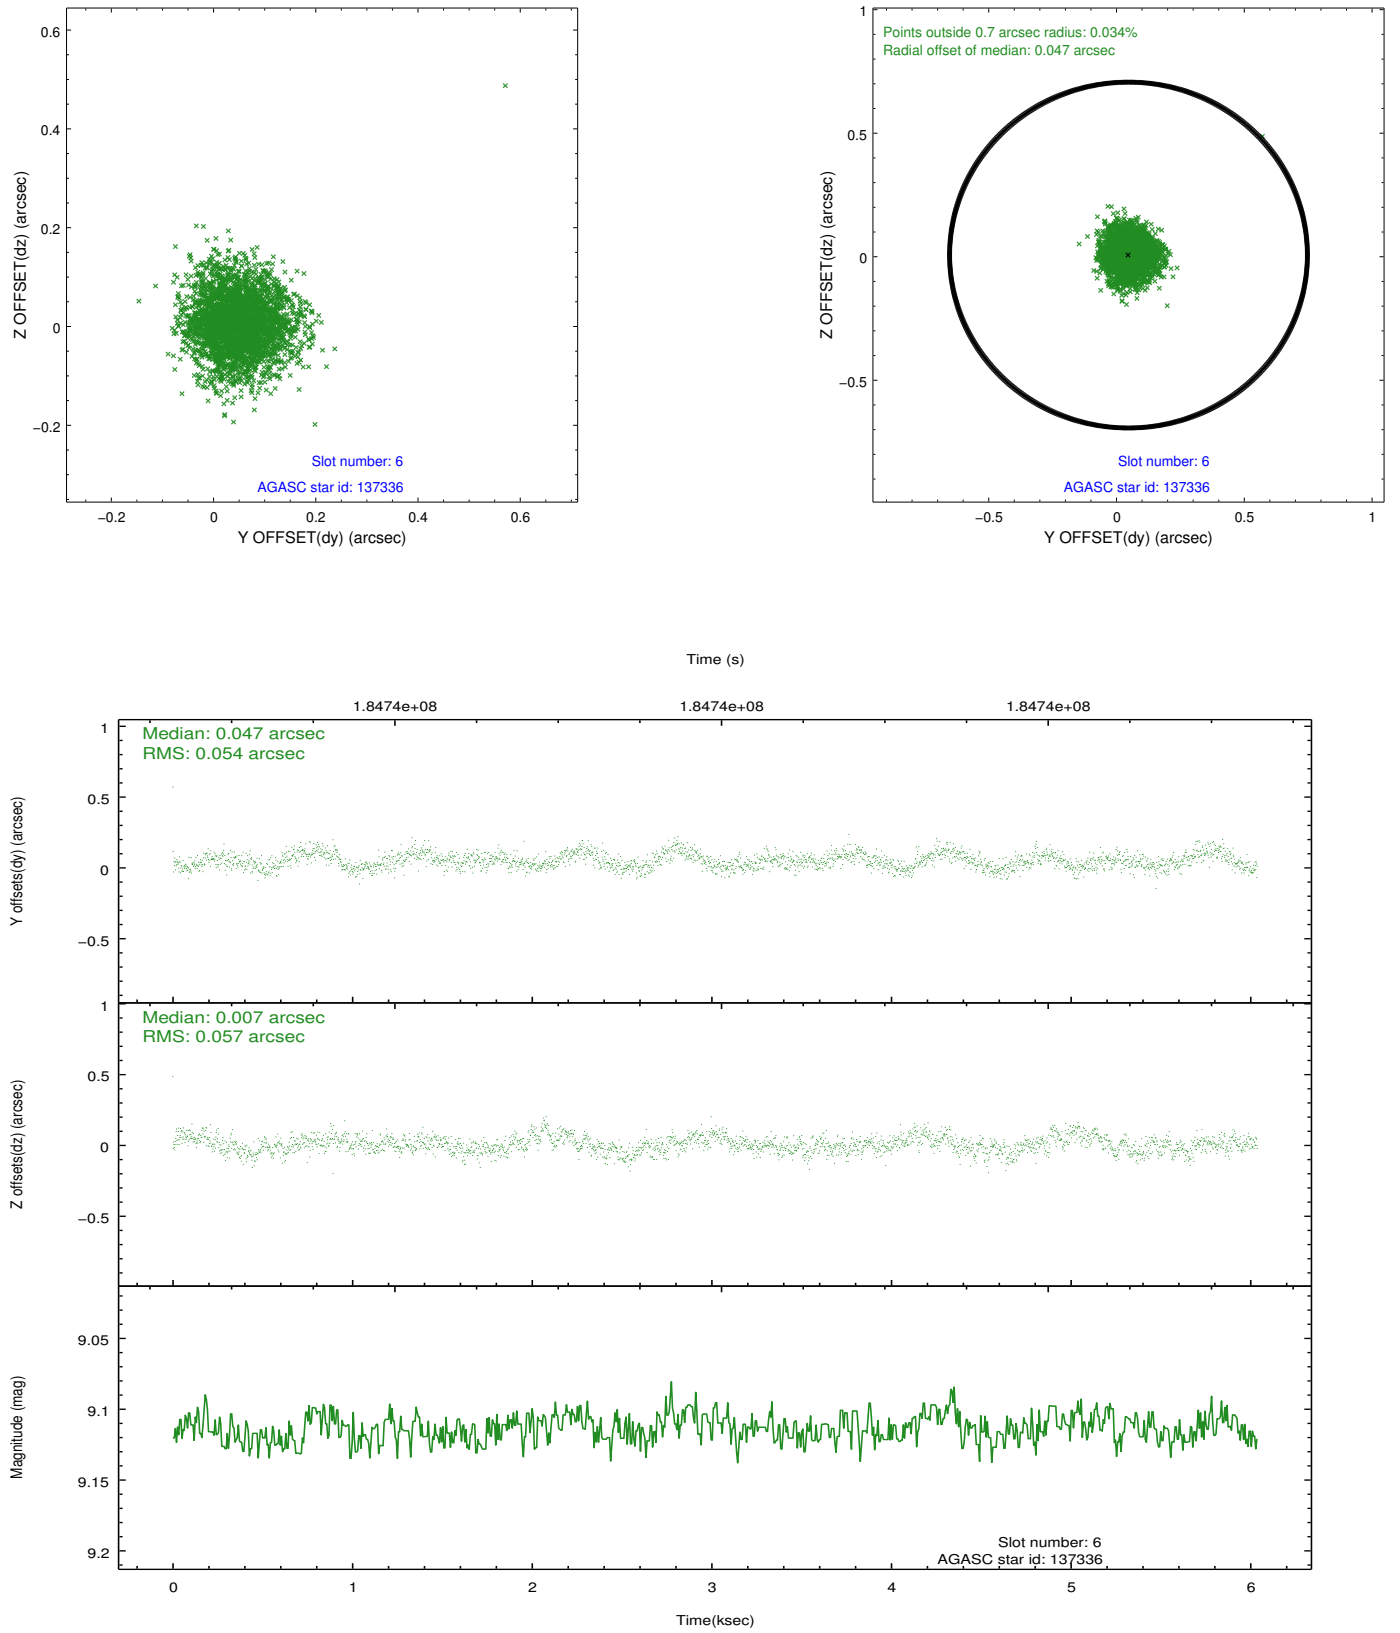 0.6
0.4
0.2
0
−0.2
Z OFFSET(dz) (arcsec)
Slot number: 6
AGASC star id: 137336
−0.2 0 0.2 0.4 0.6
Y OFFSET(dy) (arcsec)
1
0.5
0
−0.5
Z OFFSET(dz) (arcsec)
Points outside 0.7 arcsec radius: 0.034%
Radial offset of median: 0.047 arcsec
Slot number: 6
AGASC star id: 137336
−0.5 0 0.5 1
Y OFFSET(dy) (arcsec)
Time (s)
1.8474e+08 1.8474e+08 1.8474e+08
Median: 0.047 arcsec
RMS: 0.054 arcsec
1
0.5
0
−0.5
Y offsets(dy) (arcsec)
Median: 0.007 arcsec
RMS: 0.057 arcsec
1
0.5
0
−0.5
Z offsets(dz) (arcsec)
9.05
9.1
9.15
9.2
Magnitude (mag)
Slot number: 6
AGASC star id: 137336
0 1 2 3 4 5 6
Time(ksec)